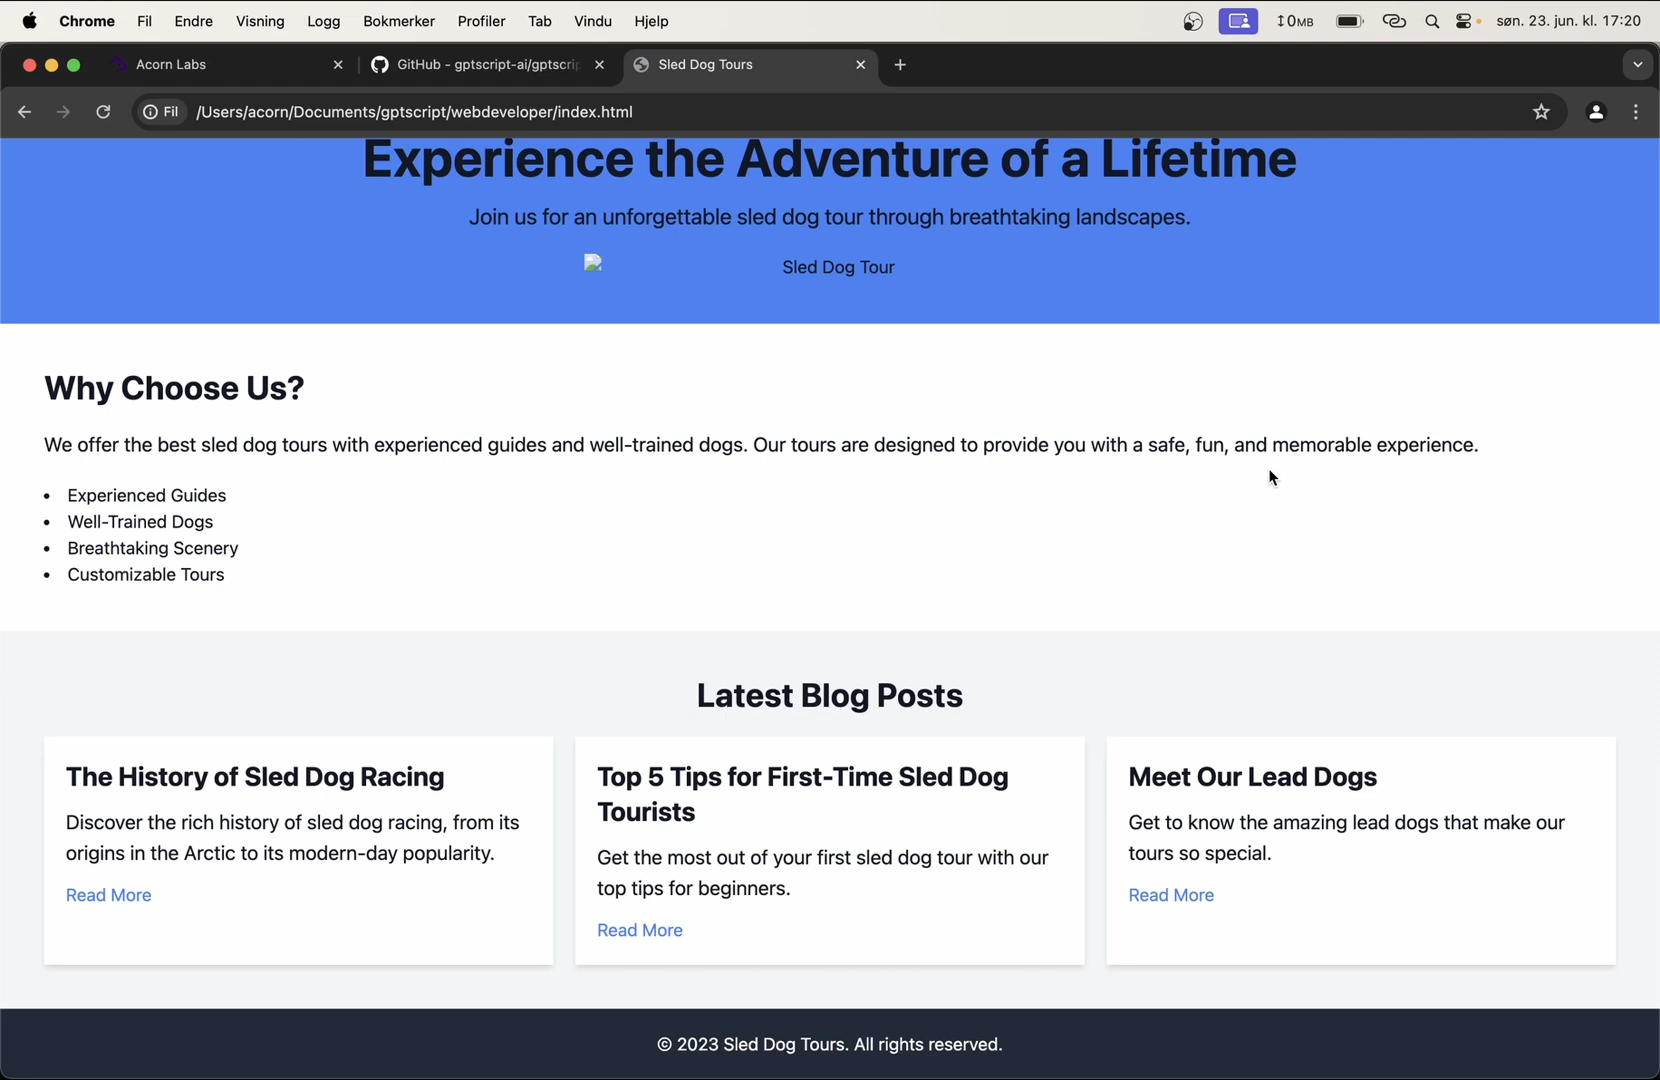 Chrome Fil Endre Visning Logg Bokmerker Profiler Tab Vindu Hjelp 0MB søn. 23. jun. kl. 17:20
Acorn Labs GitHub - gptscript-ai/gptscrip Sled Dog Tours
Fil /Users/acorn/Documents/gptscript/webdeveloper/index.html
Experience the Adventure of a Lifetime
Join us for an unforgettable sled dog tour through breathtaking landscapes.
Sled Dog Tour
Why Choose Us?
We offer the best sled dog tours with experienced guides and well-trained dogs. Our tours are designed to provide you with a safe, fun, and memorable experience.
• Experienced Guides
• Well-Trained Dogs
• Breathtaking Scenery
• Customizable Tours
Latest Blog Posts
The History of Sled Dog Racing
Discover the rich history of sled dog racing, from its
origins in the Arctic to its modern-day popularity.
Read More
Top 5 Tips for First-Time Sled Dog
Tourists
Get the most out of your first sled dog tour with our
top tips for beginners.
Read More
Meet Our Lead Dogs
Get to know the amazing lead dogs that make our
tours so special.
Read More
© 2023 Sled Dog Tours. All rights reserved.